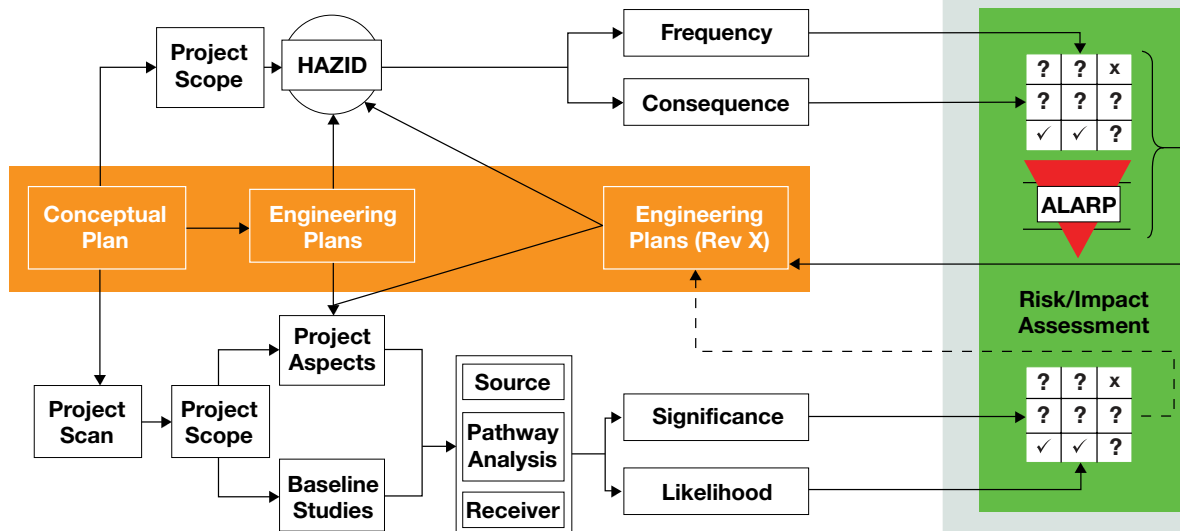 Project
Scope
HAZID
Frequency
Consequence
? ? x
? ? ?
✓ ✓ ?
ALARP
Conceptual
Plan
Engineering
Plans
Engineering
Plans (Rev X)
Risk/Impact
Assessment
Project
Scan
Project
Scope
Project
Aspects
Baseline
Studies
Source
Pathway
Analysis
Receiver
Significance
Likelihood
? ? x
? ? ?
✓ ✓ ?